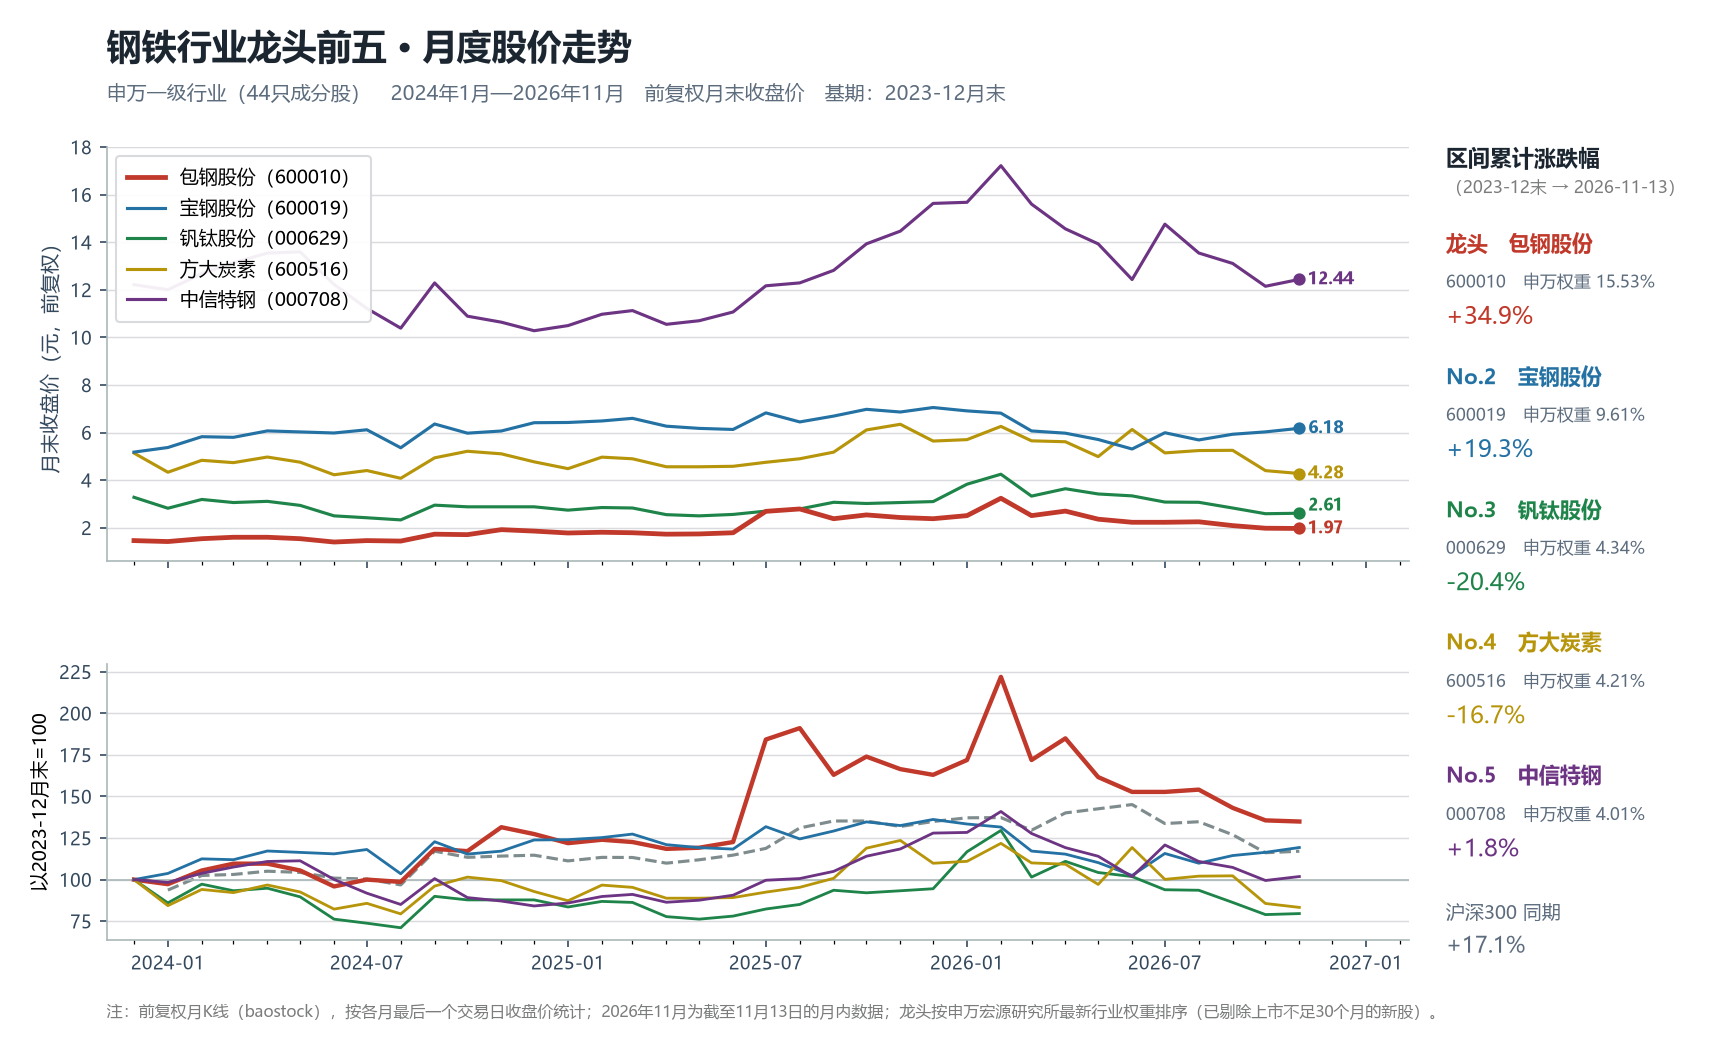 钢铁行业龙头前五 • 月度股价走势
申万一级行业（44只成分股） 2024年1月—2026年11月 前复权月末收盘价 基期：2023-12月末
月末收盘价（元，前复权）
18
16
14
12
10
8
6
4
2
包钢股份（600010）
宝钢股份（600019）
钒钛股份（000629）
方大炭素（600516）
中信特钢（000708）
12.44
6.18
4.28
2.61
1.97
以2023-12月末=100
225
200
175
150
125
100
75
2024-01 2024-07 2025-01 2025-07 2026-01 2026-07 2027-01
区间累计涨跌幅
（2023-12末 → 2026-11-13）
龙头 包钢股份
600010 申万权重 15.53%
+34.9%
No.2 宝钢股份
600019 申万权重 9.61%
+19.3%
No.3 钒钛股份
000629 申万权重 4.34%
-20.4%
No.4 方大炭素
600516 申万权重 4.21%
-16.7%
No.5 中信特钢
000708 申万权重 4.01%
+1.8%
沪深300 同期
+17.1%
注：前复权月K线（baostock），按各月最后一个交易日收盘价统计；2026年11月为截至11月13日的月内数据；龙头按申万宏源研究所最新行业权重排序（已剔除上市不足30个月的新股）。